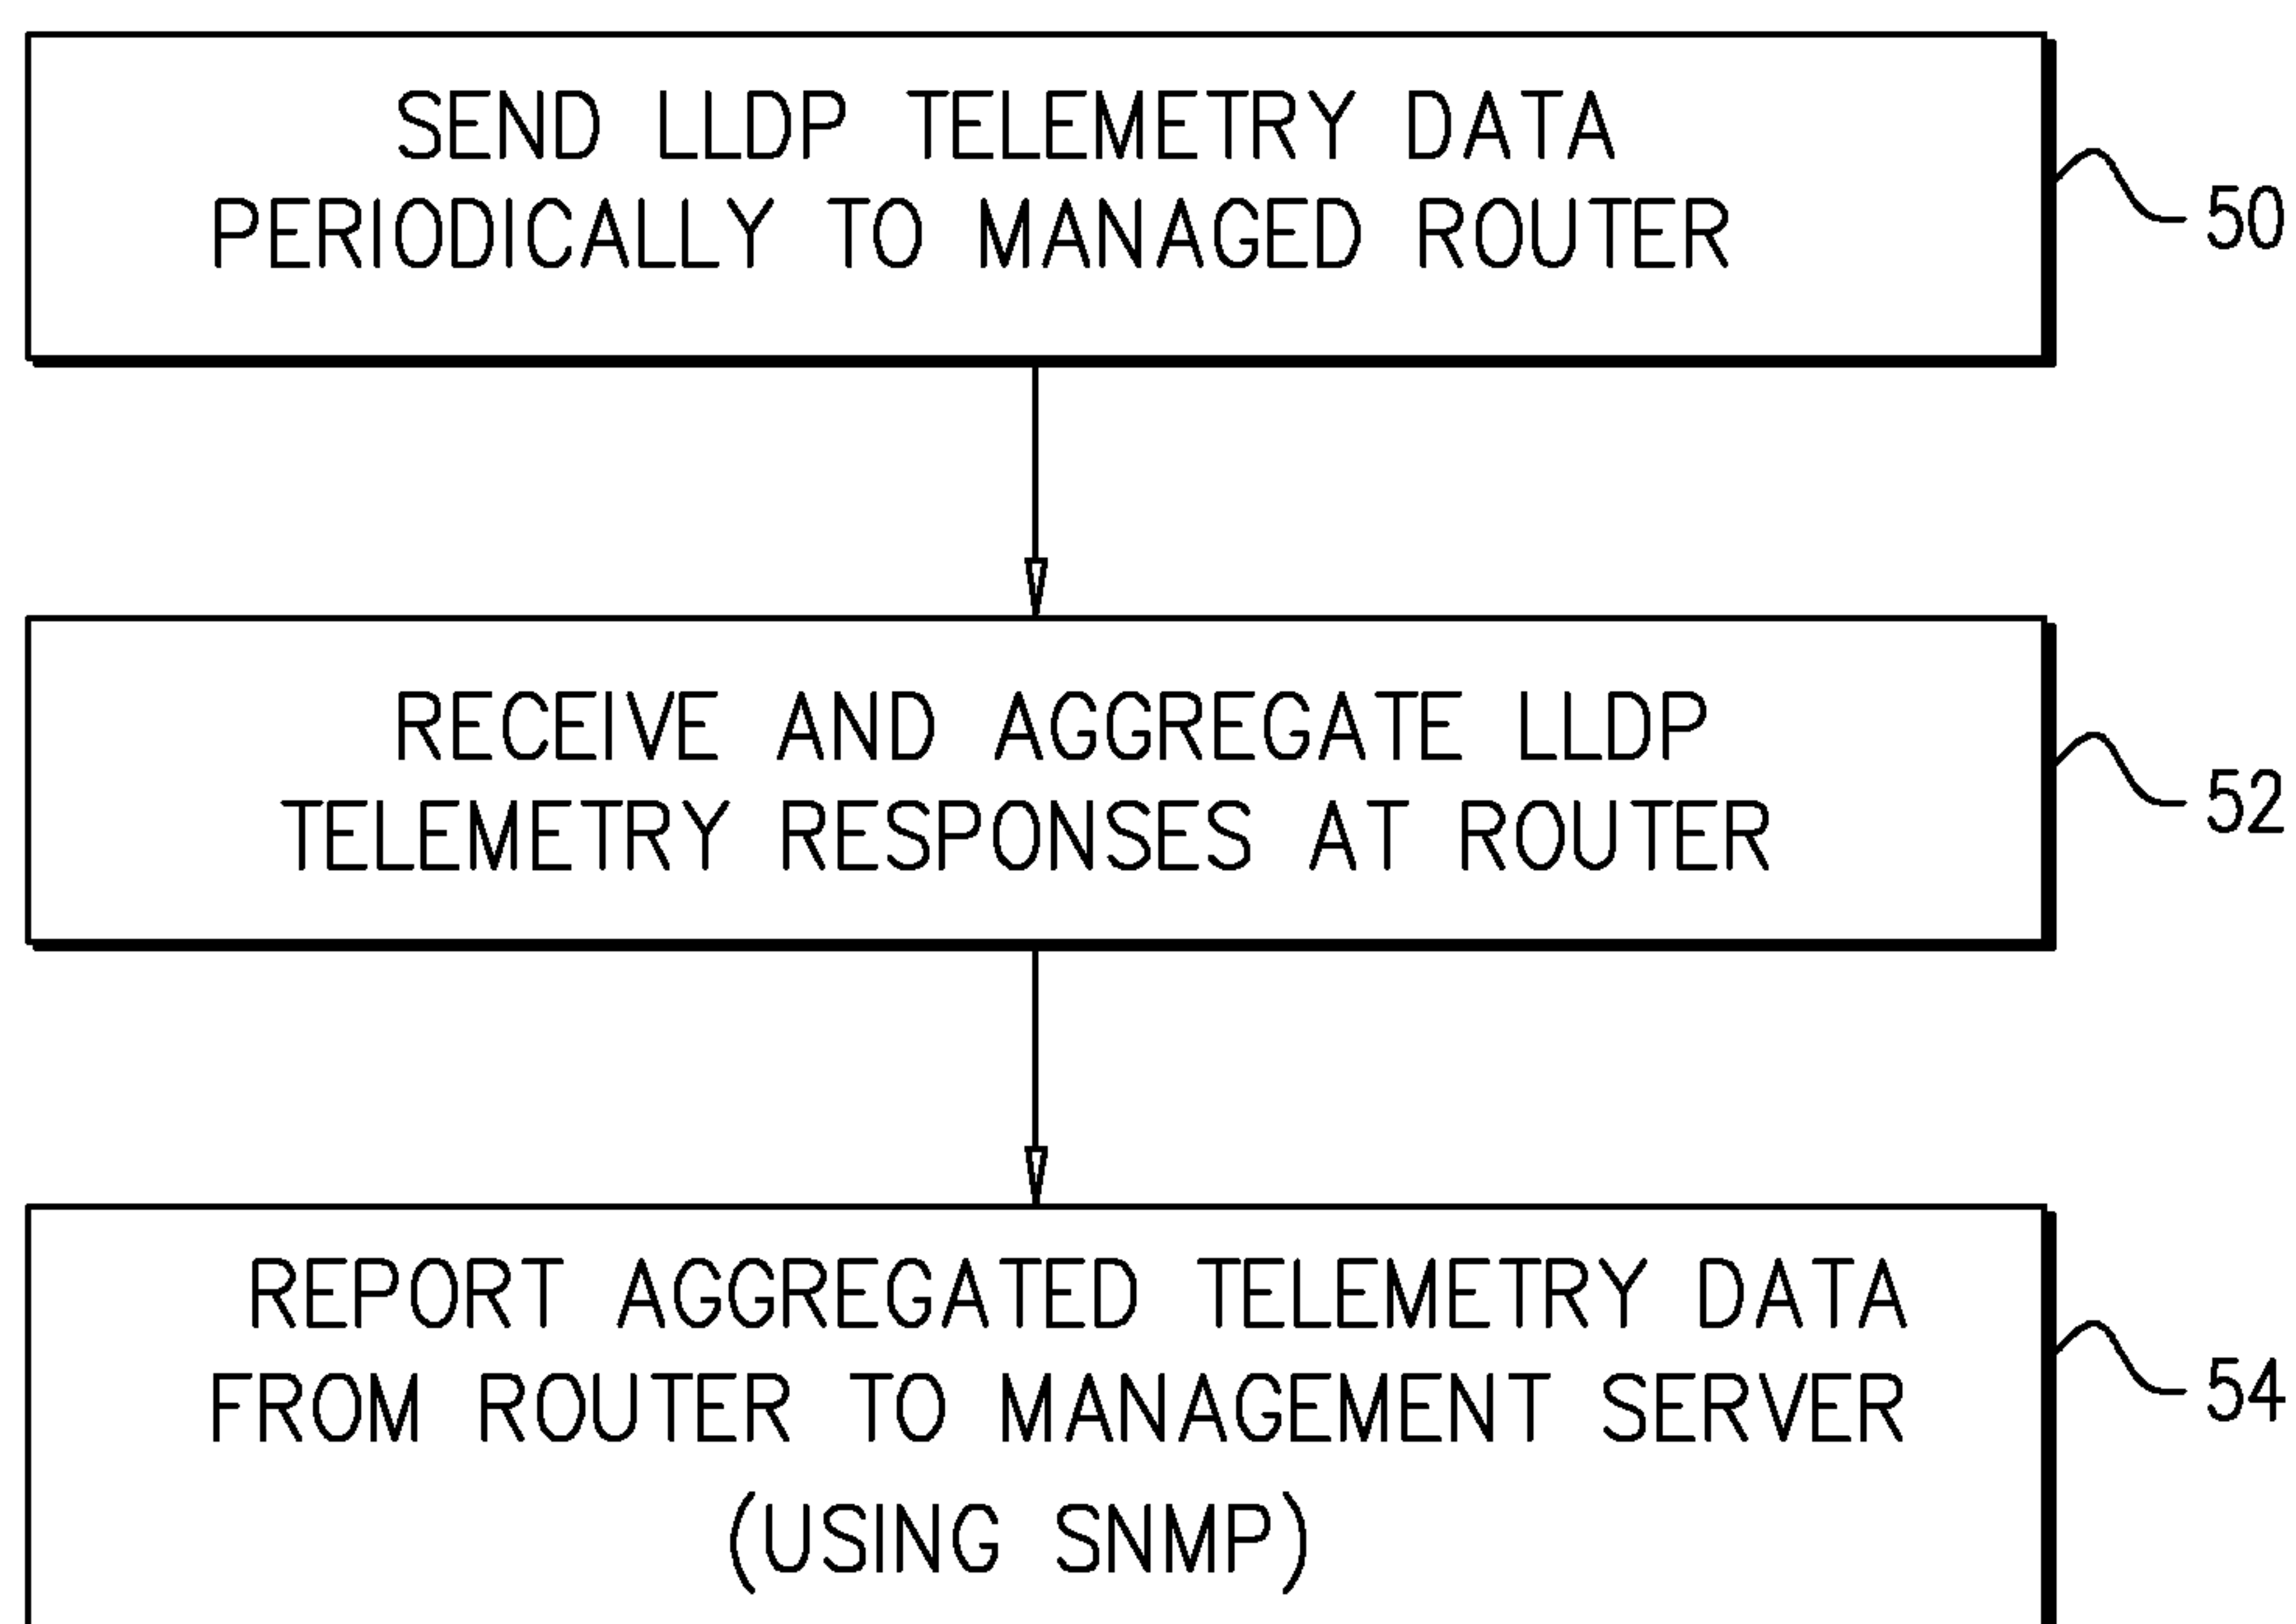 SEND LLDP TELEMETRY DATA
PERIODICALLY TO MANAGED ROUTER
50
RECEIVE AND AGGREGATE LLDP
TELEMETRY RESPONSES AT ROUTER
52
REPORT AGGREGATED TELEMETRY DATA
FROM ROUTER TO MANAGEMENT SERVER
(USING SNMP)
54